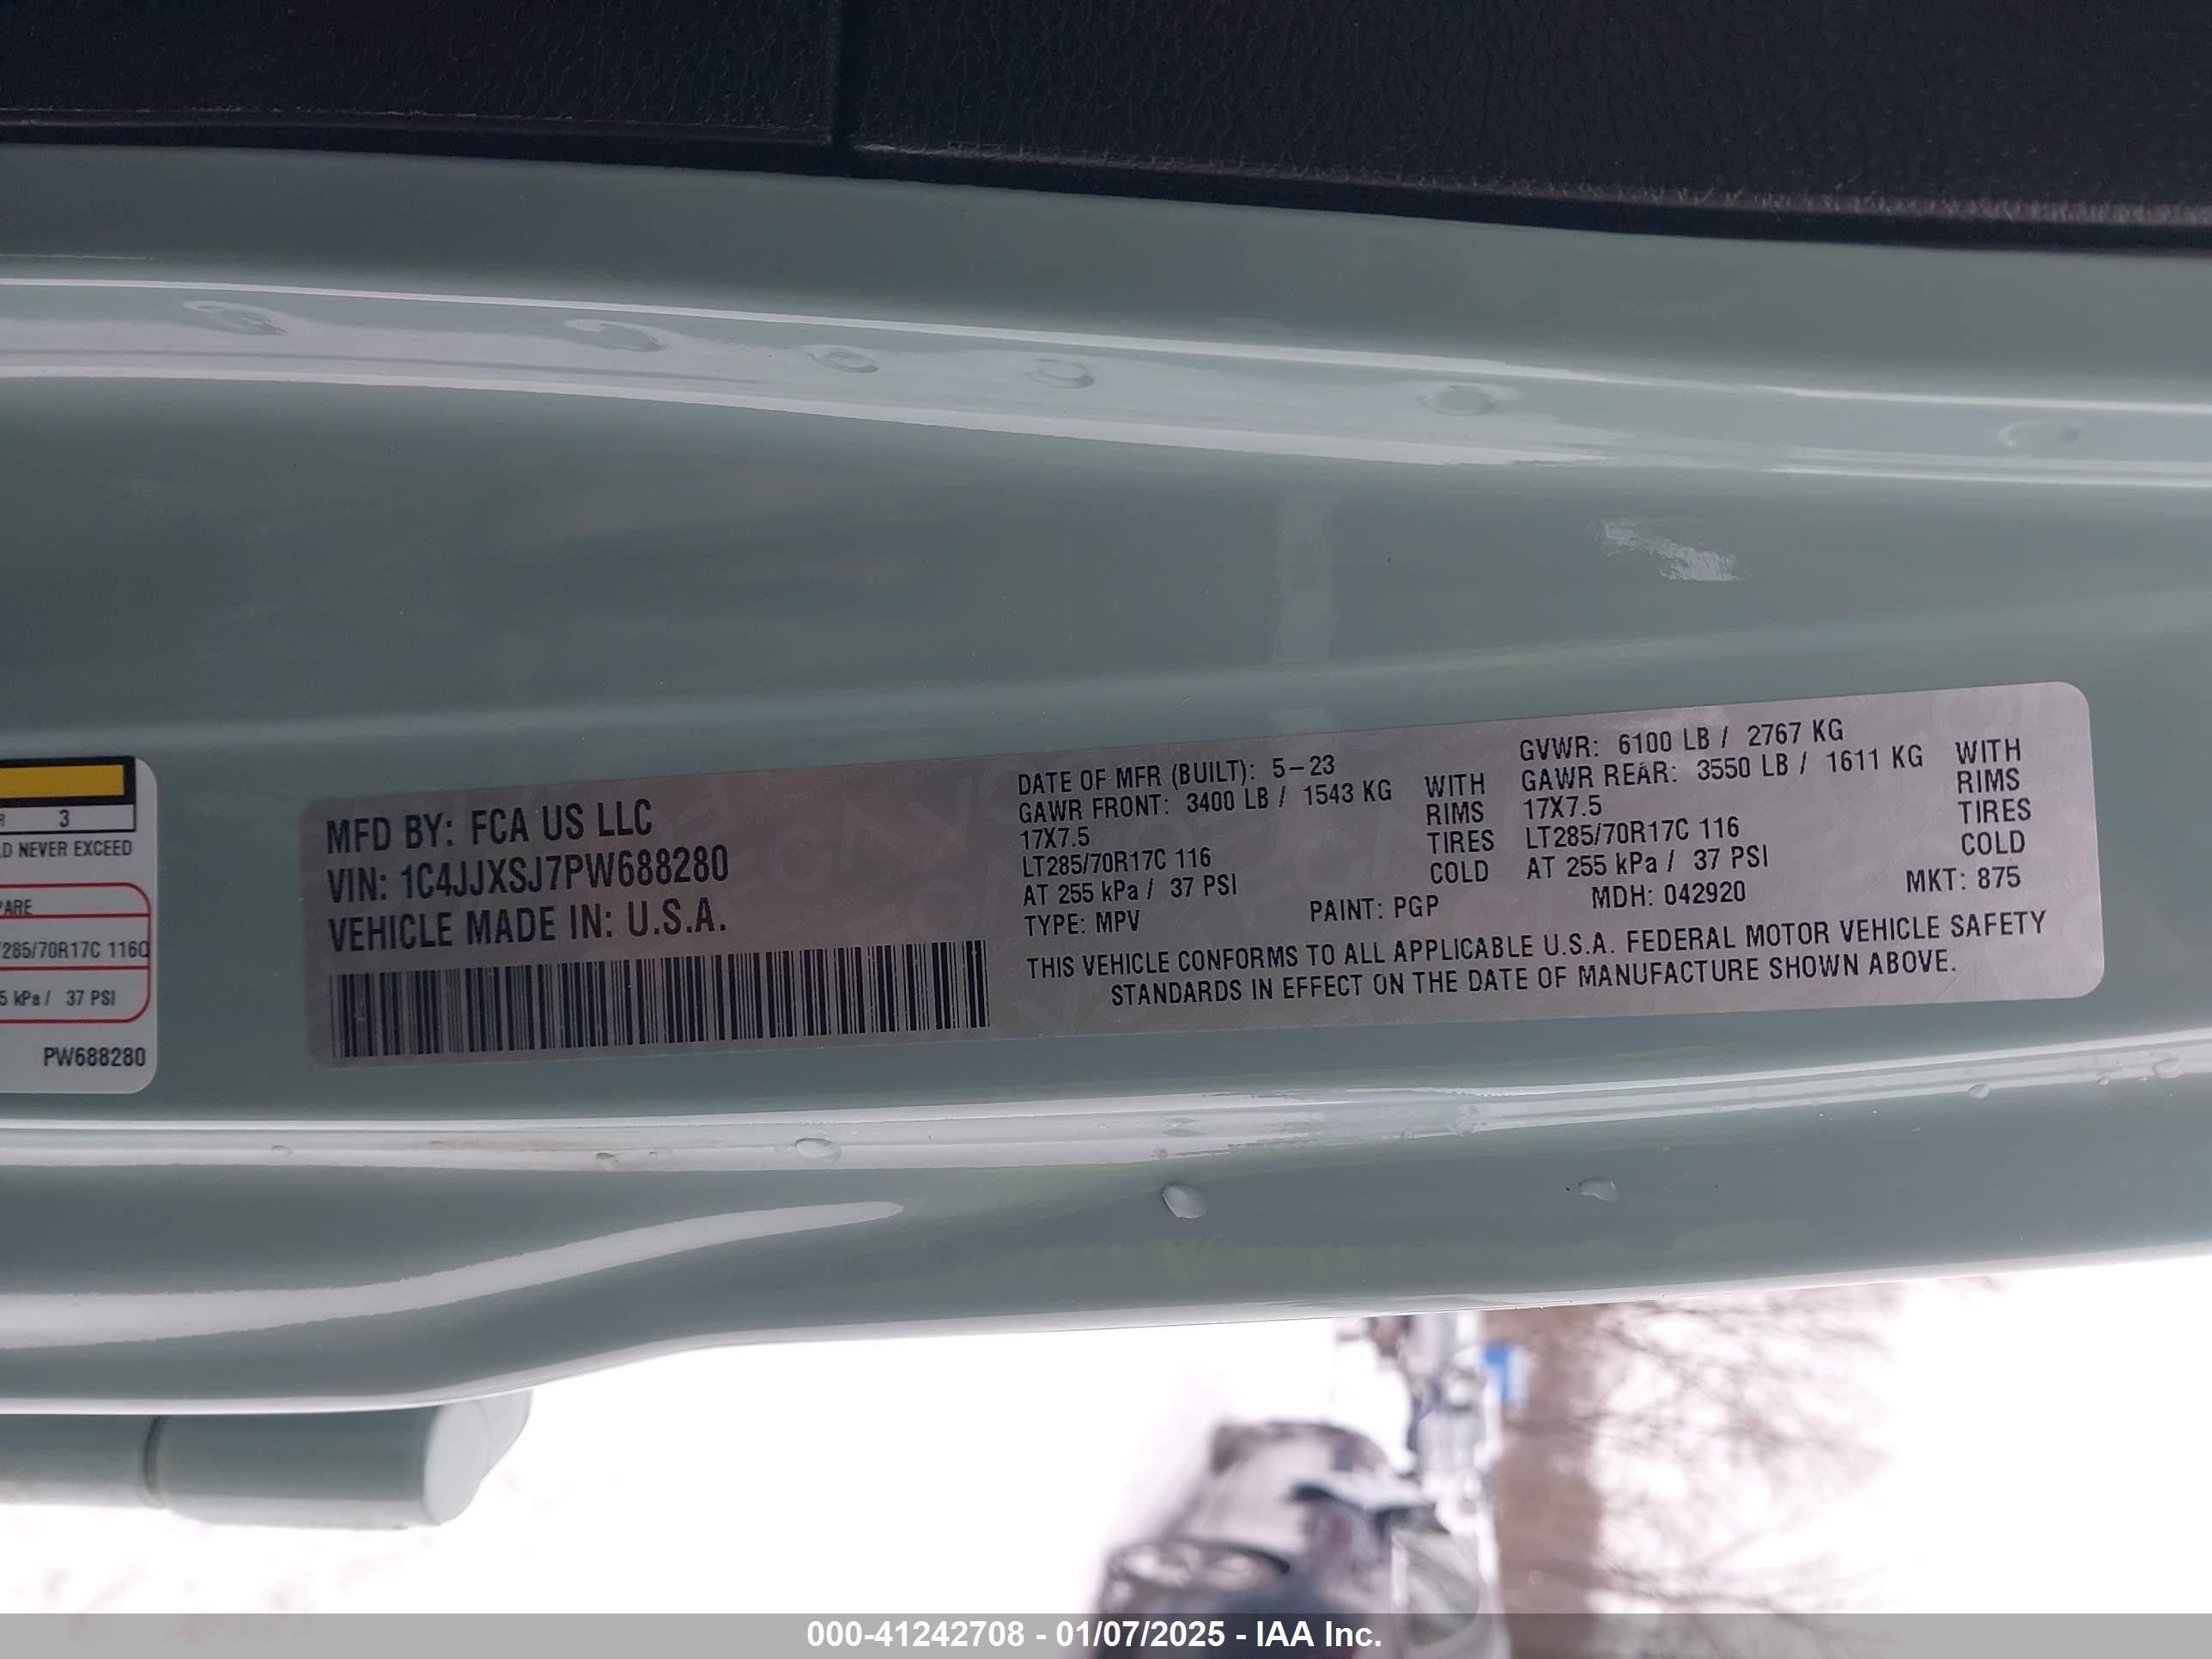 3
D NEVER EXCEED
285/70R17C 116Q
5 kPa / 37 PSI
PW688280
MFD BY: FCA US LLC
VIN: 1C4JJXSJ7PW688280
VEHICLE MADE IN: U.S.A.
DATE OF MFR (BUILT): 5-23
GVWR: 6100 LB / 2767 KG
GAWR FRONT: 3400 LB / 1543 KG WITH
GAWR REAR: 3550 LB / 1611 KG WITH
17X7.5 RIMS 17X7.5 RIMS
LT285/70R17C 116 TIRES LT285/70R17C 116 TIRES
AT 255 kPa / 37 PSI COLD AT 255 kPa / 37 PSI COLD
TYPE: MPV PAINT: PGP MDH: 042920 MKT: 875
THIS VEHICLE CONFORMS TO ALL APPLICABLE U.S.A. FEDERAL MOTOR VEHICLE SAFETY
STANDARDS IN EFFECT ON THE DATE OF MANUFACTURE SHOWN ABOVE.
000-41242708 - 01/07/2025 - IAA Inc.